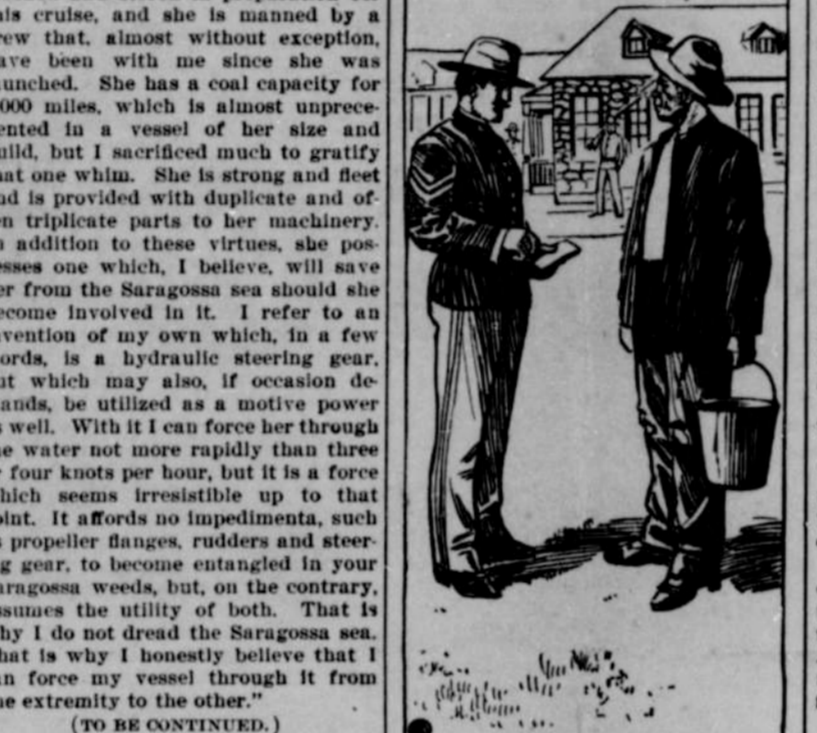 his cruise, and she is manned by a
rew that, almost without exception,
ave been with me since she was
aunched. She has a coal capacity for
000 miles, which is almost unprece-
ented in a vessel of her size and
uild, but I sacrificed much to gratify
hat one whim. She is strong and fleet
nd is provided with duplicate and of-
en triplicate parts to her machinery.
n addition to these virtues, she pos-
esses one which, I believe, will save
er from the Saragossa sea should she
ecome involved in it. I refer to an
nvention of my own which, in a few
ords, is a hydraulic steering gear,
ut which may also, if occasion de-
ands, be utilized as a motive power
s well. With it I can force her through
he water not more rapidly than three
r four knots per hour, but it is a force
hich seems irresistible up to that
oint. It affords no impedimenta, such
s propeller flanges, rudders and steer-
ng gear, to become entangled in your
aragossa weeds, but, on the contrary,
ssumes the utility of both. That is
hy I do not dread the Saragossa sea.
hat is why I honestly believe that I
an force my vessel through it from
ne extremity to the other."
(TO BE CONTINUED.)